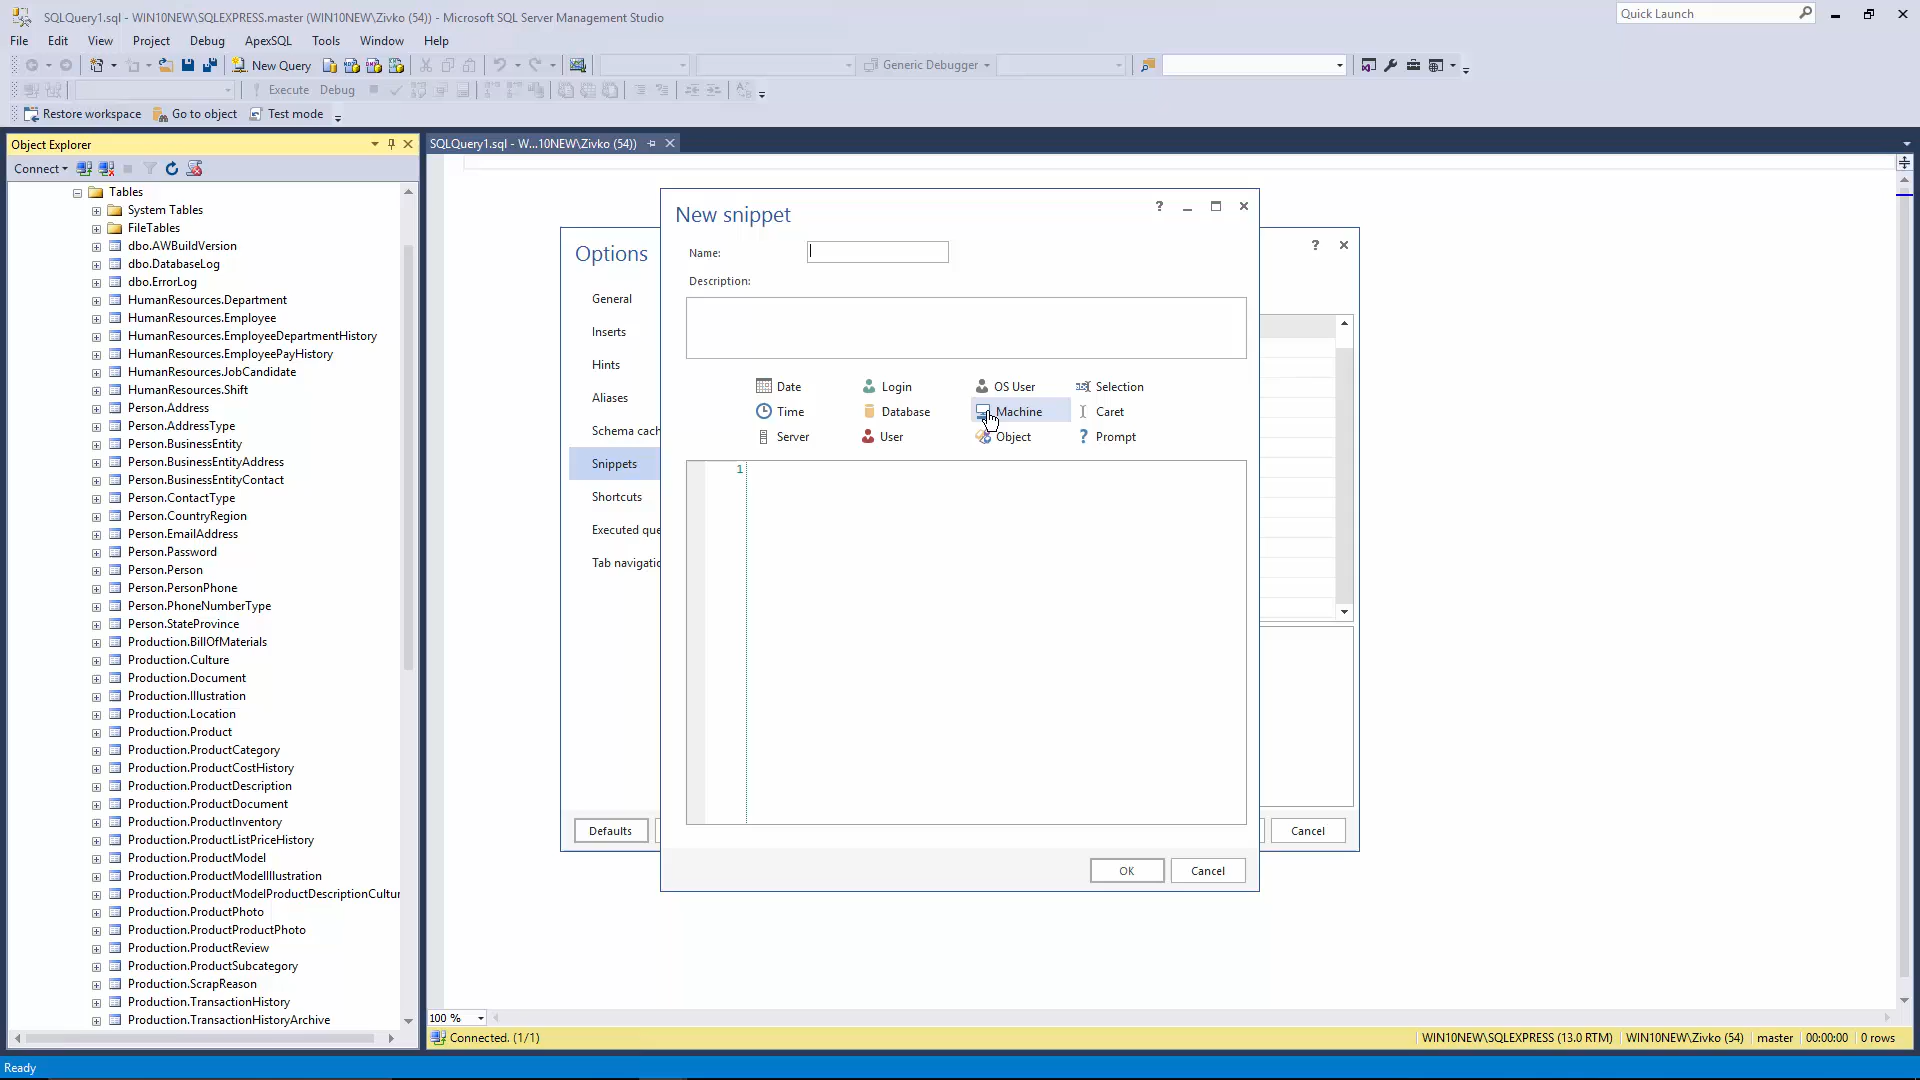 SQLQuery1.sql - WIN10NEW\SQLEXPRESS.master (WIN10NEW\Zivko (54)) - Microsoft SQL Server Management Studio
Quick Launch
File Edit View Project Debug ApexSQL Tools Window Help
New Query
Generic Debugger
Execute Debug
Restore workspace Go to object Test mode
Object Explorer
SQLQuery1.sql - W...10NEW\Zivko (54))
Connect
Tables
System Tables
FileTables
dbo.AWBuildVersion
dbo.DatabaseLog
dbo.ErrorLog
HumanResources.Department
HumanResources.Employee
HumanResources.EmployeeDepartmentHistory
HumanResources.EmployeePayHistory
HumanResources.JobCandidate
HumanResources.Shift
Person.Address
Person.AddressType
Person.BusinessEntity
Person.BusinessEntityAddress
Person.BusinessEntityContact
Person.ContactType
Person.CountryRegion
Person.EmailAddress
Person.Password
Person.Person
Person.PersonPhone
Person.PhoneNumberType
Person.StateProvince
Production.BillOfMaterials
Production.Culture
Production.Document
Production.Illustration
Production.Location
Production.Product
Production.ProductCategory
Production.ProductCostHistory
Production.ProductDescription
Production.ProductDocument
Production.ProductInventory
Production.ProductListPriceHistory
Production.ProductModel
Production.ProductModelIllustration
Production.ProductModelProductDescriptionCultur
Production.ProductPhoto
Production.ProductProductPhoto
Production.ProductReview
Production.ProductSubcategory
Production.ScrapReason
Production.TransactionHistory
Production.TransactionHistoryArchive
Options
General
Inserts
Hints
Aliases
Schema cach
Snippets
Shortcuts
Executed que
Tab navigatio
Defaults
Cancel
New snippet
Name:
Description:
Date Login OS User Selection
Time Database Machine Caret
Server User Object Prompt
1
OK Cancel
100 %
Connected. (1/1)
WIN10NEW\SQLEXPRESS (13.0 RTM) WIN10NEW\Zivko (54) master 00:00:00 0 rows
Ready